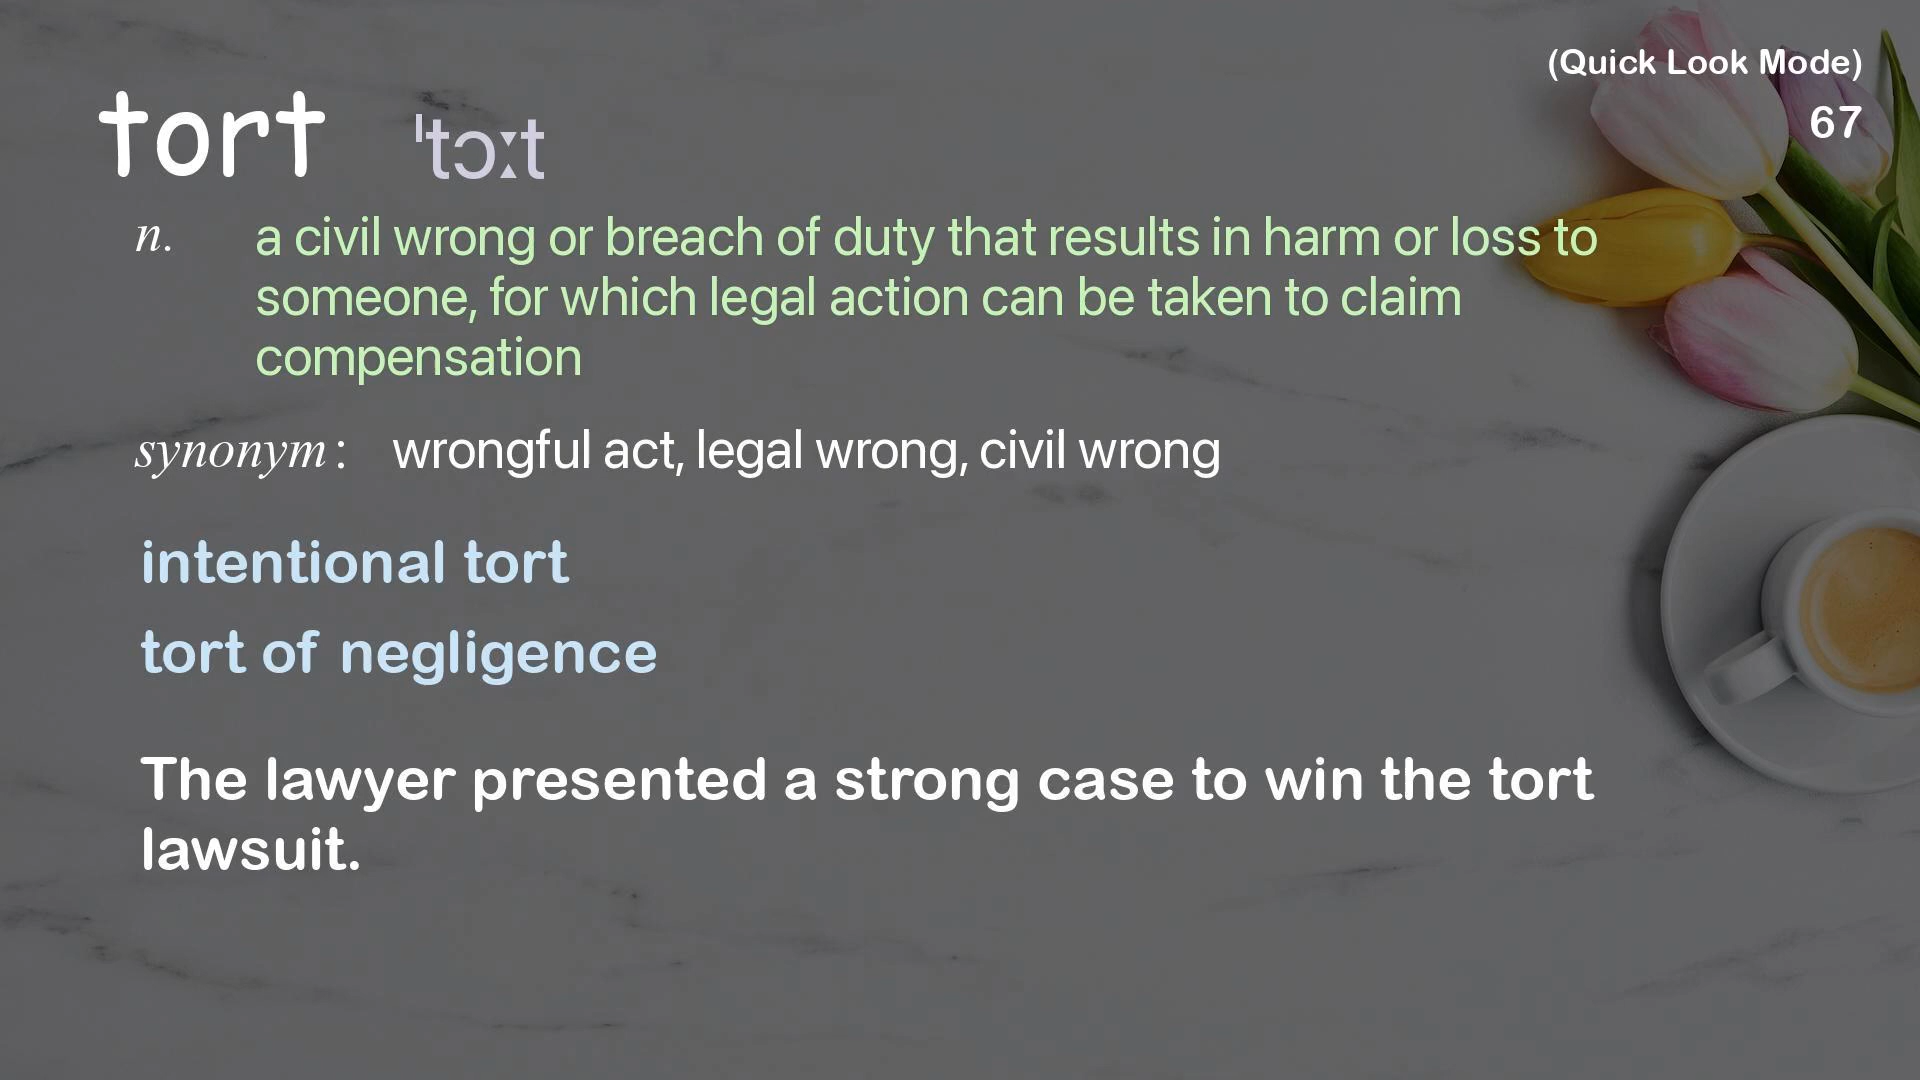 (Quick Look Mode)
67
tort ˈtɔːt
n. a civil wrong or breach of duty that results in harm or loss to
someone, for which legal action can be taken to claim
compensation
synonym: wrongful act, legal wrong, civil wrong
intentional tort
tort of negligence
The lawyer presented a strong case to win the tort
lawsuit.